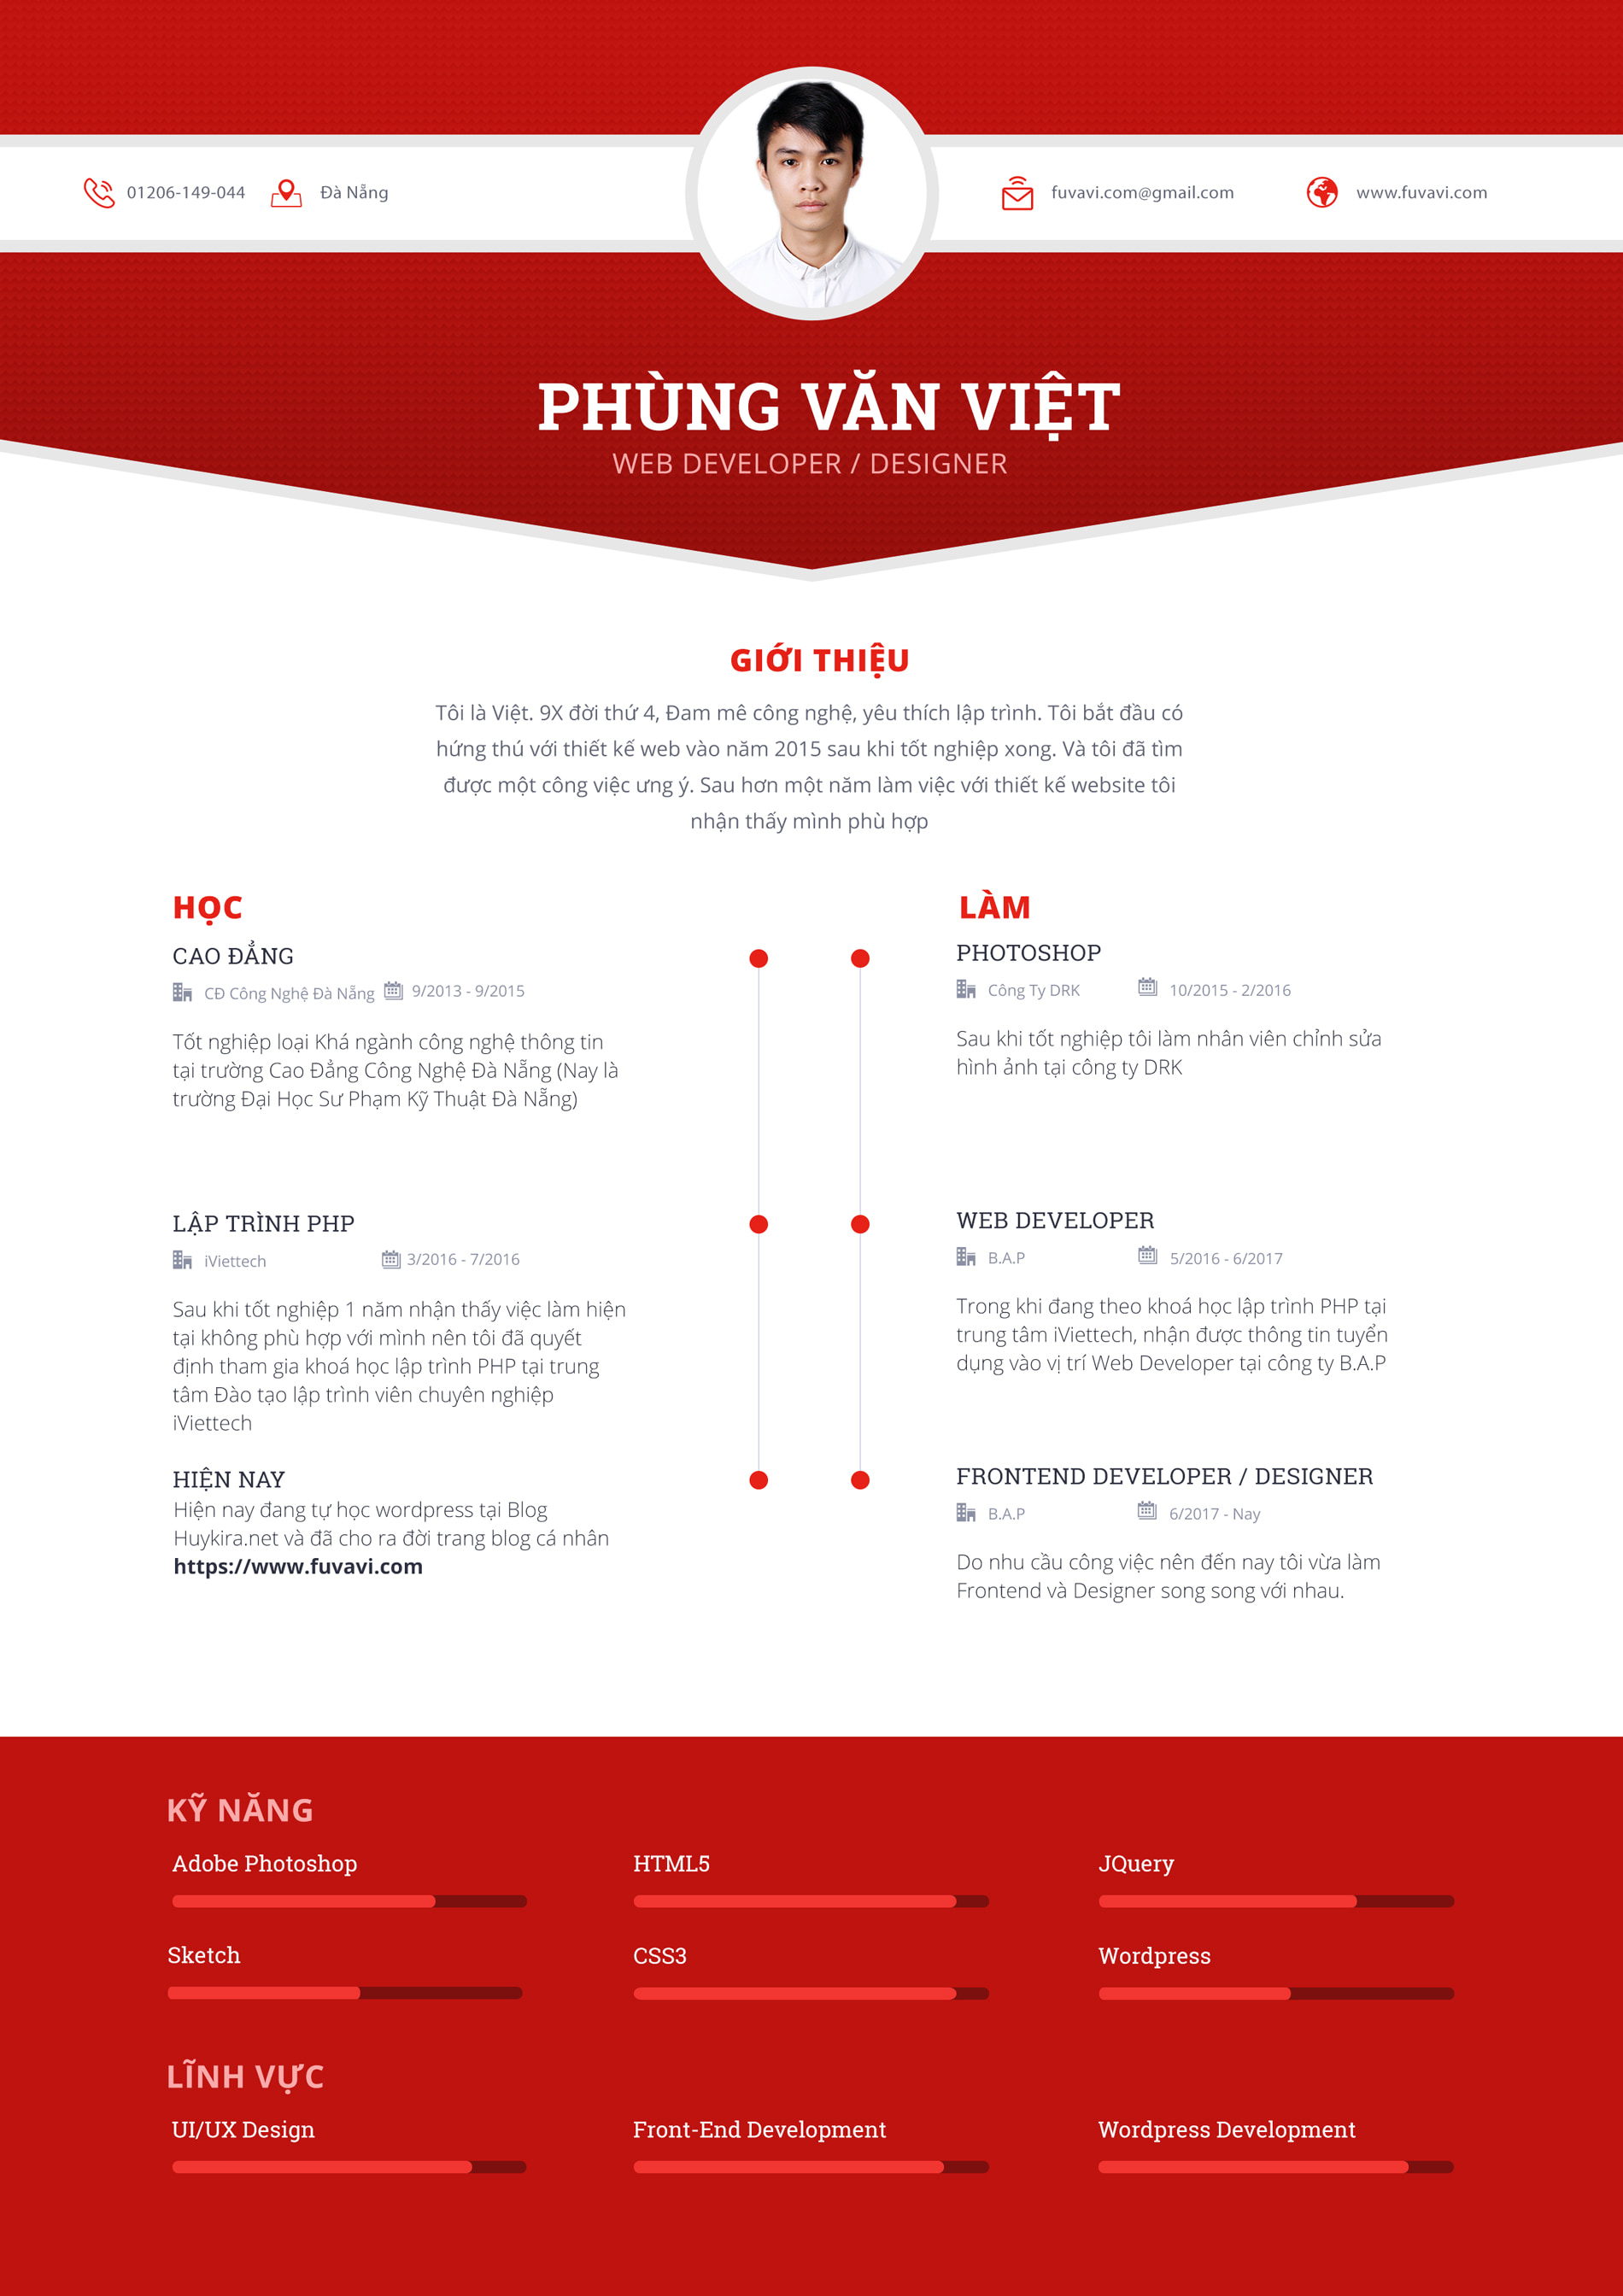 01206-149-044
Đà Nẵng
fuvavi.com@gmail.com
www.fuvavi.com
PHÙNG VĂN VIỆT
WEB DEVELOPER / DESIGNER
GIỚI THIỆU
Tôi là Việt. 9X đời thứ 4, Đam mê công nghệ, yêu thích lập trình. Tôi bắt đầu có
hứng thú với thiết kế web vào năm 2015 sau khi tốt nghiệp xong. Và tôi đã tìm
được một công việc ưng ý. Sau hơn một năm làm việc với thiết kế website tôi
nhận thấy mình phù hợp
HỌC
CAO ĐẲNG
CĐ Công Nghệ Đà Nẵng
9/2013 - 9/2015
Tốt nghiệp loại Khá ngành công nghệ thông tin
tại trường Cao Đẳng Công Nghệ Đà Nẵng (Nay là
trường Đại Học Sư Phạm Kỹ Thuật Đà Nẵng)
LẬP TRÌNH PHP
iViettech
3/2016 - 7/2016
Sau khi tốt nghiệp 1 năm nhận thấy việc làm hiện
tại không phù hợp với mình nên tôi đã quyết
định tham gia khoá học lập trình PHP tại trung
tâm Đào tạo lập trình viên chuyên nghiệp
iViettech
HIỆN NAY
Hiện nay đang tự học wordpress tại Blog
Huykira.net và đã cho ra đời trang blog cá nhân
https://www.fuvavi.com
LÀM
PHOTOSHOP
Công Ty DRK
10/2015 - 2/2016
Sau khi tốt nghiệp tôi làm nhân viên chỉnh sửa
hình ảnh tại công ty DRK
WEB DEVELOPER
B.A.P
5/2016 - 6/2017
Trong khi đang theo khoá học lập trình PHP tại
trung tâm iViettech, nhận được thông tin tuyển
dụng vào vị trí Web Developer tại công ty B.A.P
FRONTEND DEVELOPER / DESIGNER
B.A.P
6/2017 - Nay
Do nhu cầu công việc nên đến nay tôi vừa làm
Frontend và Designer song song với nhau.
KỸ NĂNG
Adobe Photoshop
HTML5
JQuery
Sketch
CSS3
Wordpress
LĨNH VỰC
UI/UX Design
Front-End Development
Wordpress Development